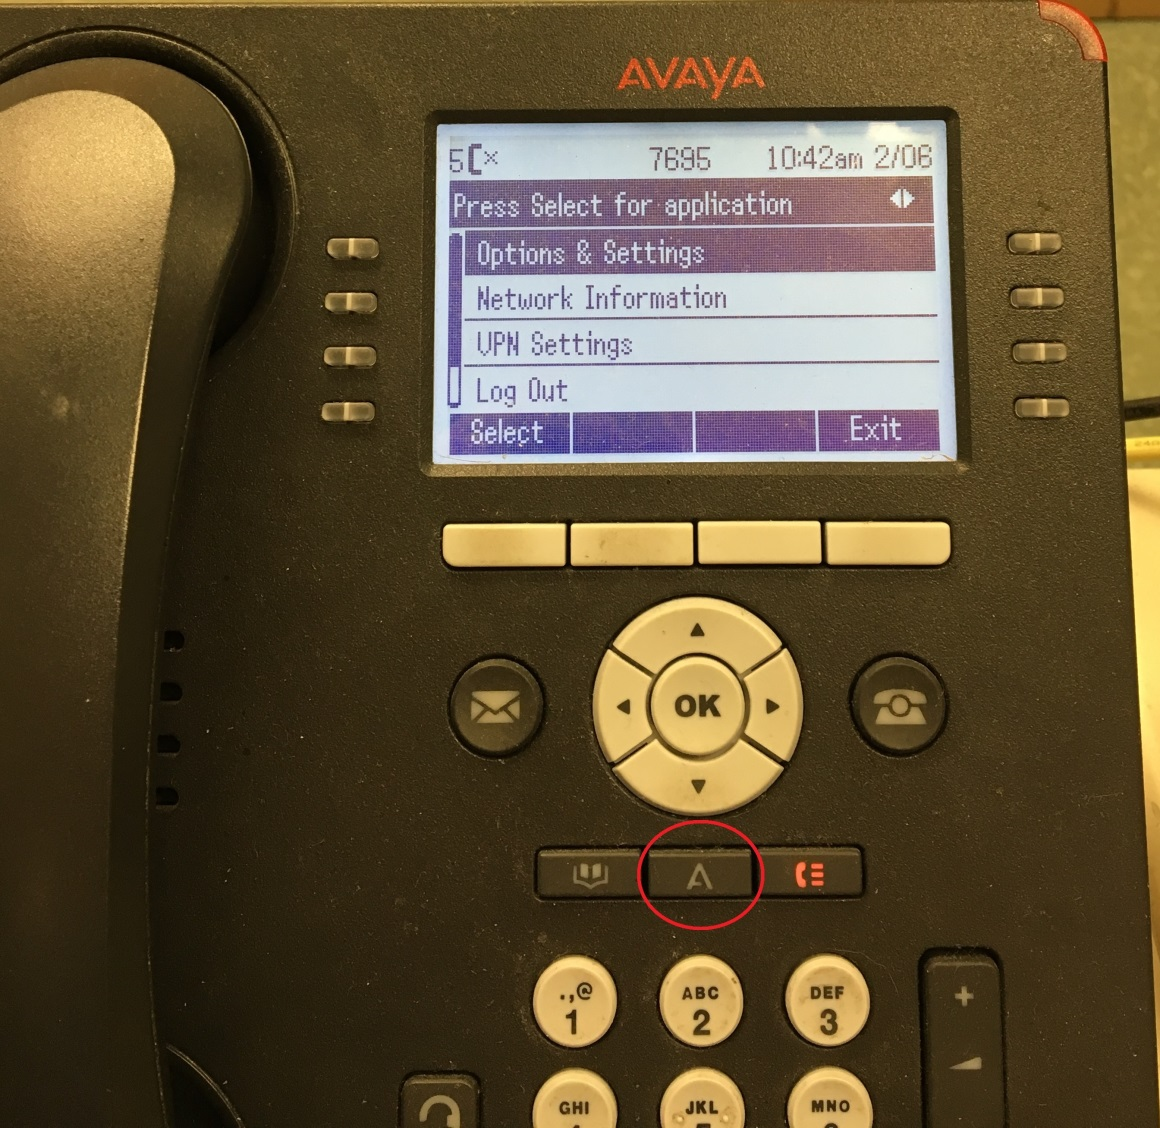 AVAYA
5 7695 10:42am 2/06
Press Select for application
Options & Settings
Network Information
VPN Settings
Log Out
Select Exit
OK
.,@ ABC DEF
1 2 3
+
GHI JKL MNO